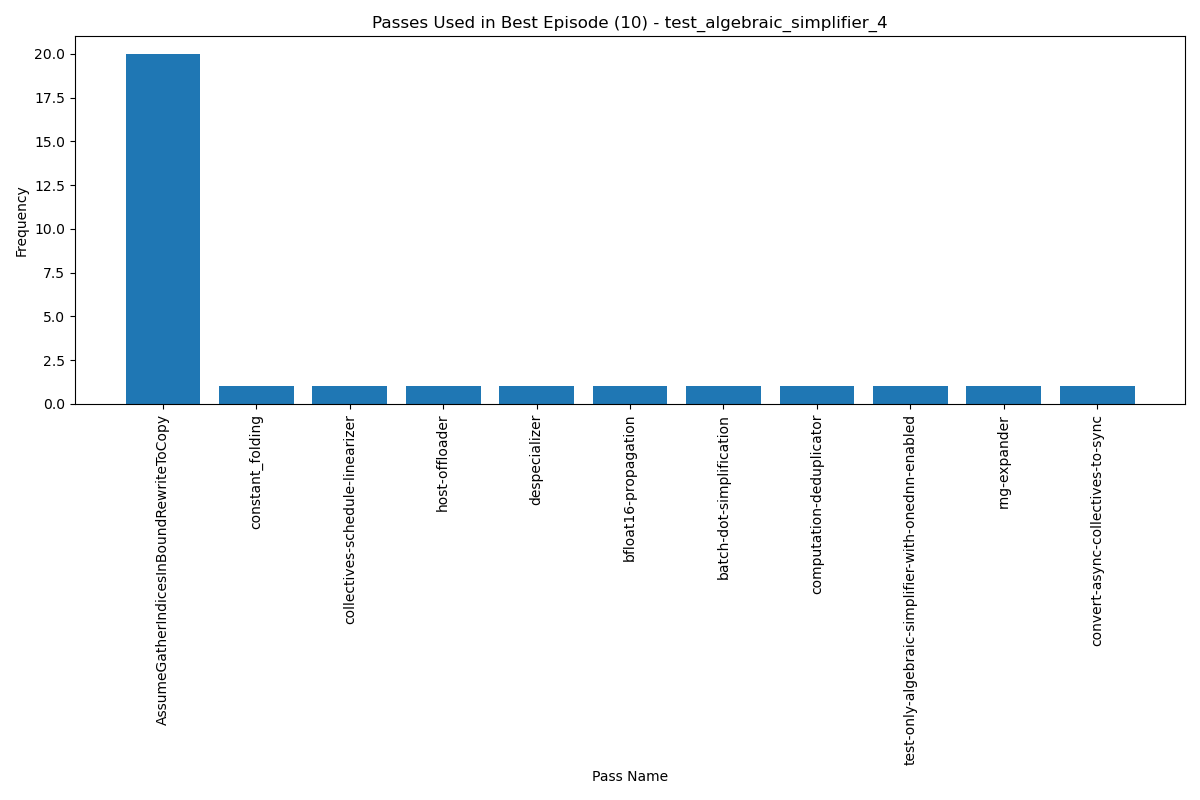 Passes Used in Best Episode (10) - test_algebraic_simplifier_4
Frequency
20.0
17.5
15.0
12.5
10.0
7.5
5.0
2.5
0.0
AssumeGatherIndicesInBoundRewriteToCopy
constant_folding
collectives-schedule-linearizer
host-offloader
despecializer
bfloat16-propagation
batch-dot-simplification
computation-deduplicator
test-only-algebraic-simplifier-with-onednn-enabled
rng-expander
convert-async-collectives-to-sync
Pass Name